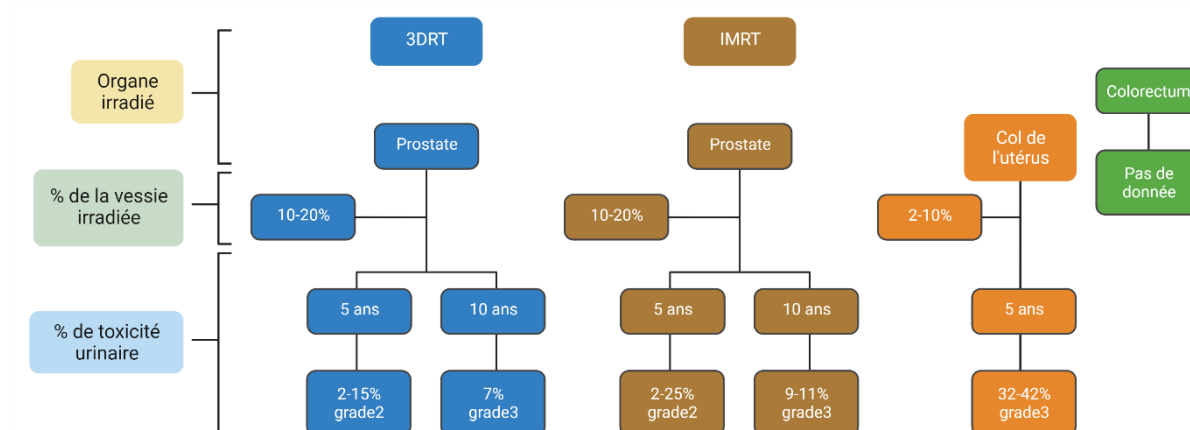 3DRT
IMRT
Organe
irradié
Colorectum
Prostate
Prostate
Col de
l'utérus
Pas de
donnée
% de la vessie
irradiée
10-20%
10-20%
2-10%
% de toxicité
urinaire
5 ans
10 ans
5 ans
10 ans
5 ans
2-15%
grade2
7%
grade3
2-25%
grade2
9-11%
grade3
32-42%
grade3